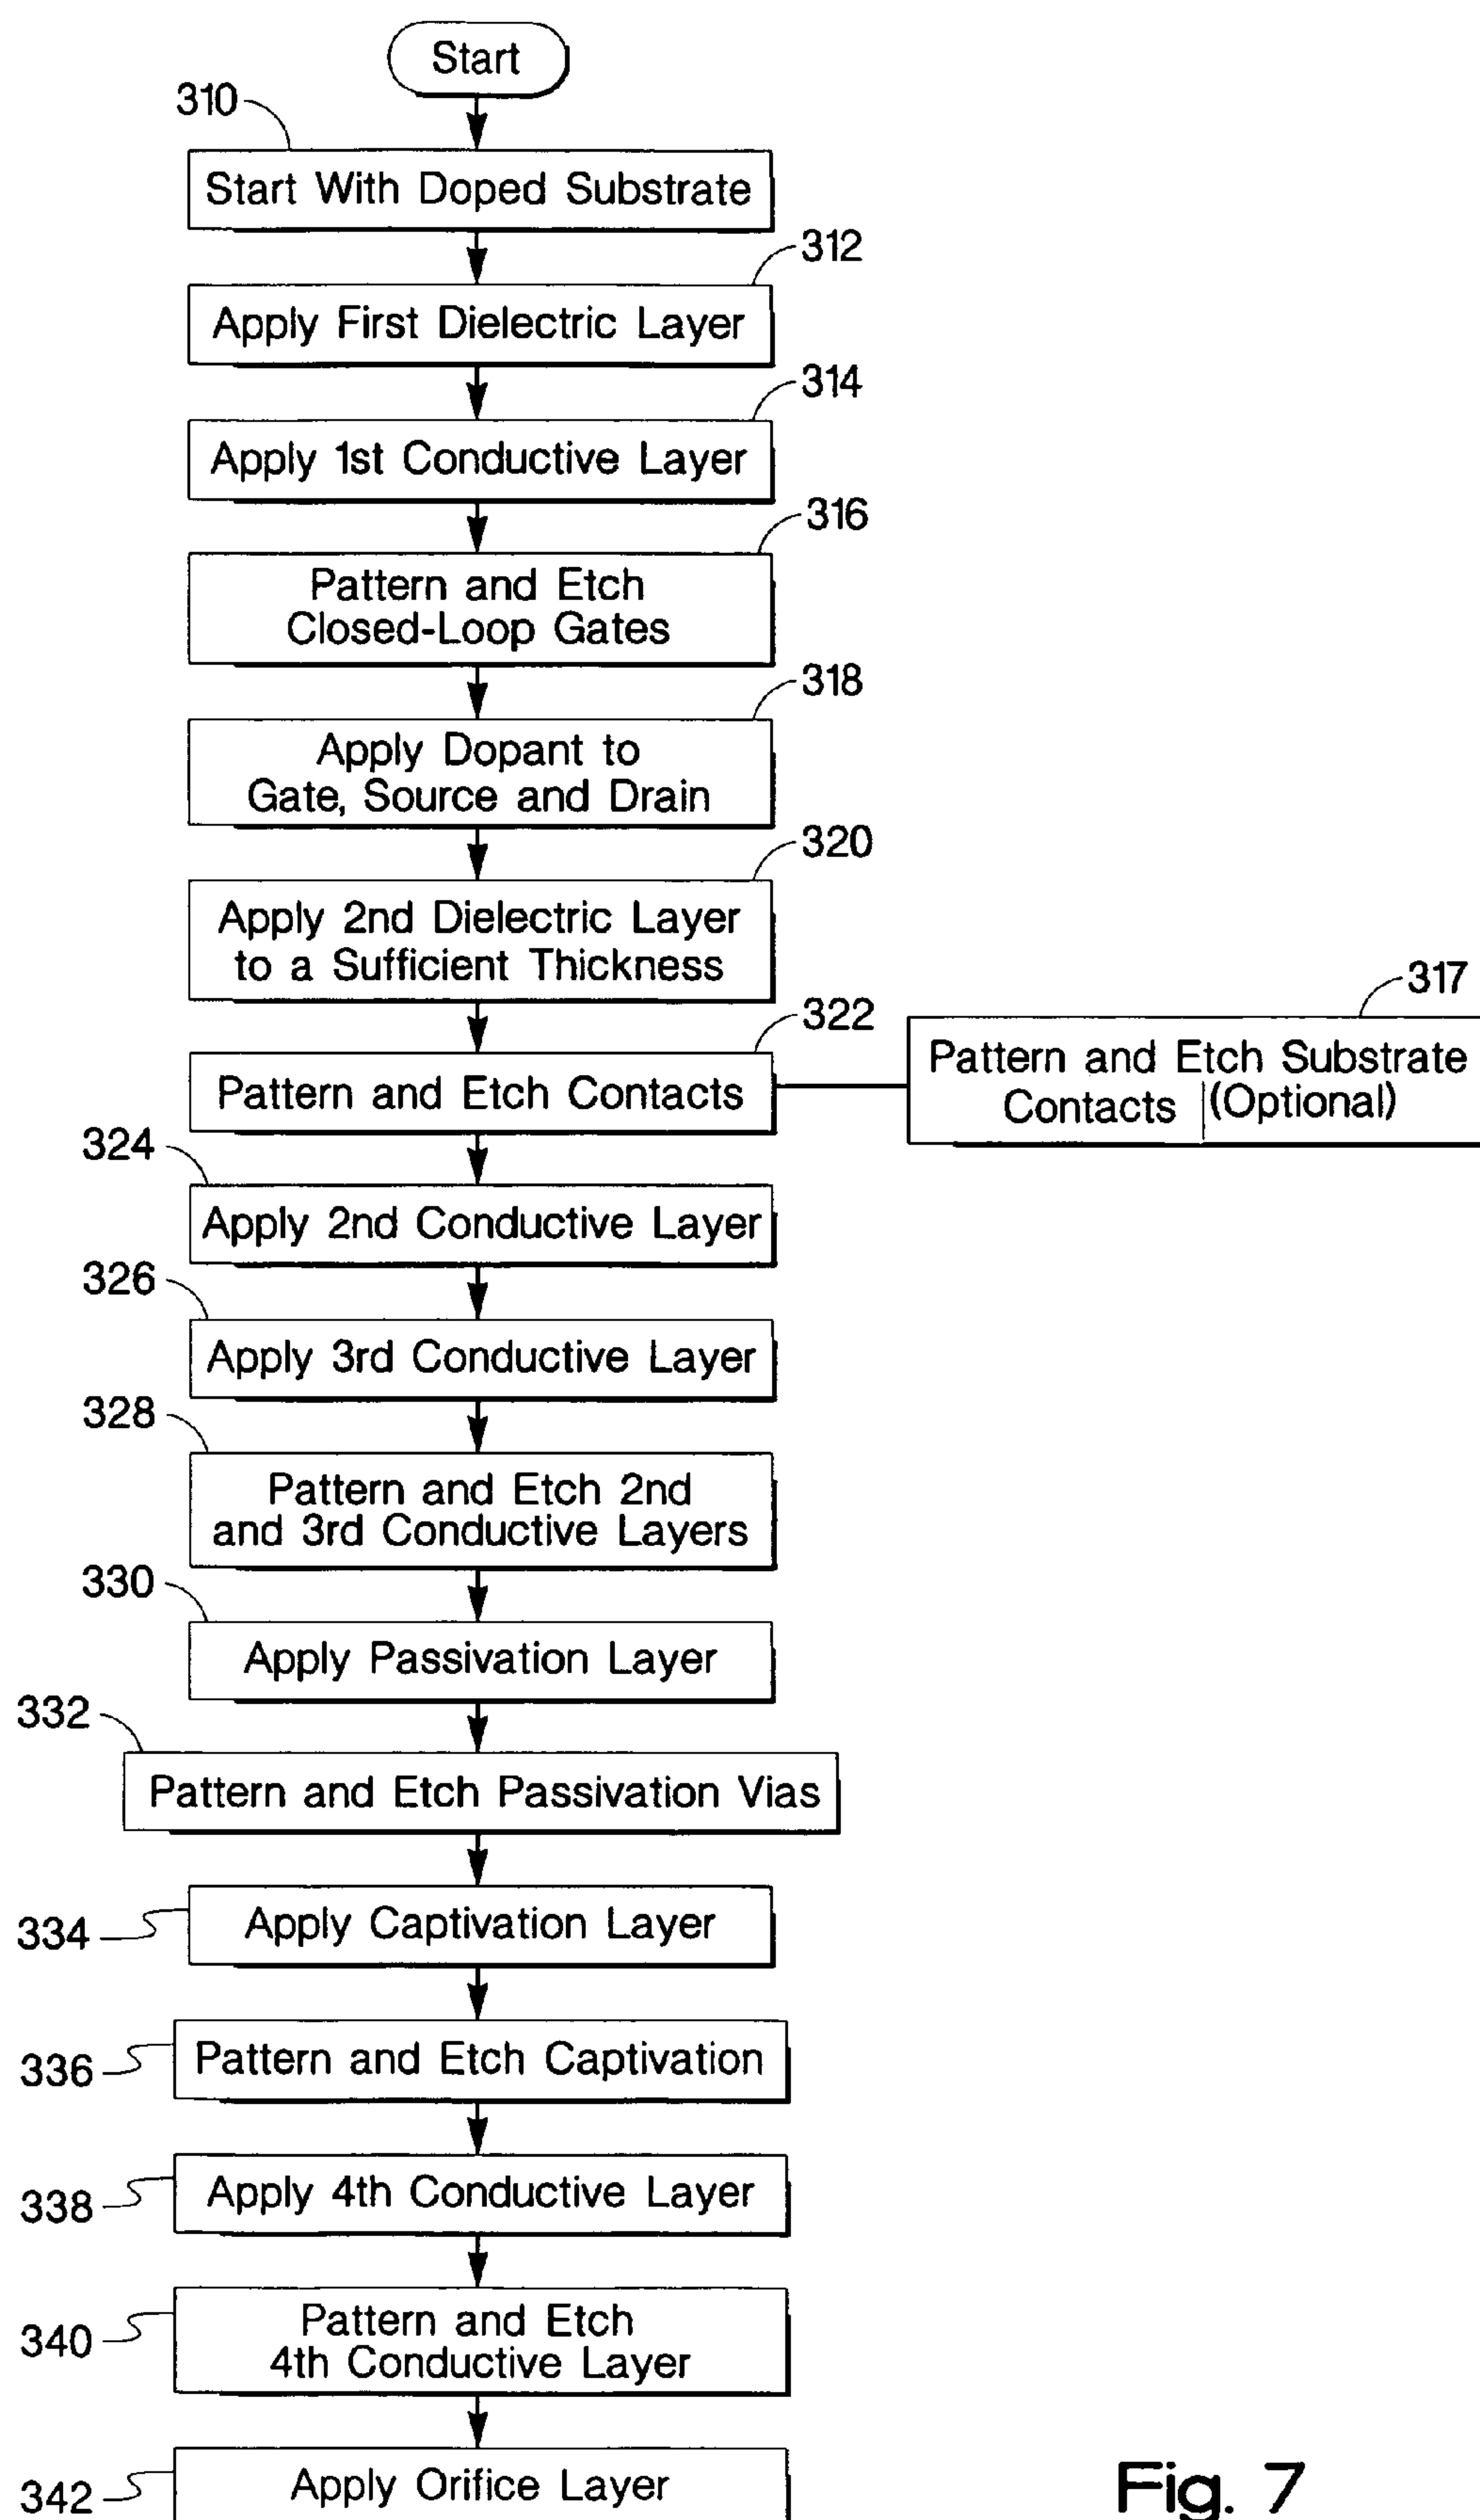 Start
310
Start With Doped Substrate
312
Apply First Dielectric Layer
314
Apply 1st Conductive Layer
316
Pattern and Etch
Closed-Loop Gates
318
Apply Dopant to
Gate, Source and Drain
320
Apply 2nd Dielectric Layer
to a Sufficient Thickness
322
Pattern and Etch Contacts
317
Pattern and Etch Substrate
Contacts (Optional)
324
Apply 2nd Conductive Layer
326
Apply 3rd Conductive Layer
328
Pattern and Etch 2nd
and 3rd Conductive Layers
330
Apply Passivation Layer
332
Pattern and Etch Passivation Vias
334
Apply Captivation Layer
336
Pattern and Etch Captivation
338
Apply 4th Conductive Layer
340
Pattern and Etch
4th Conductive Layer
342
Apply Orifice Layer
Fig. 7